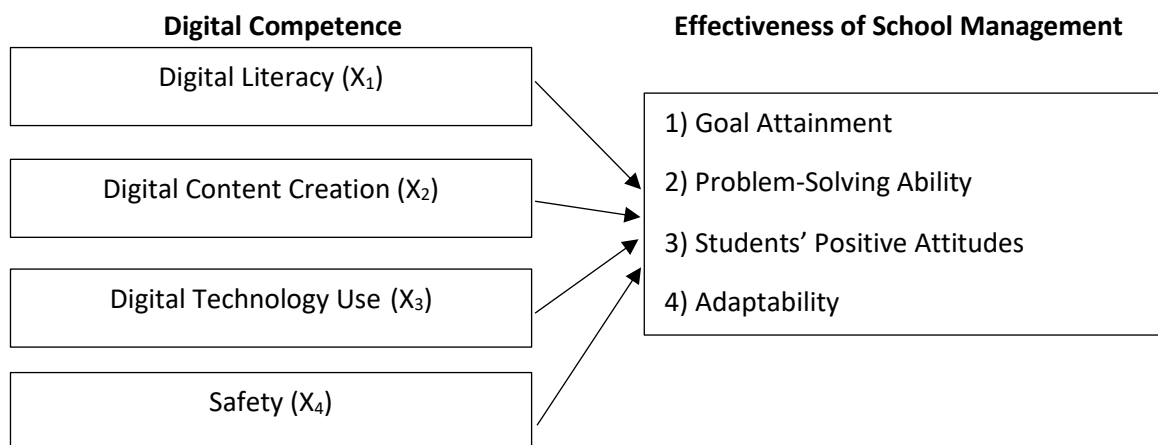 Digital Competence
Effectiveness of School Management
Digital Literacy (X₁)
Digital Content Creation (X₂)
Digital Technology Use (X₃)
Safety (X₄)
1) Goal Attainment
2) Problem-Solving Ability
3) Students’ Positive Attitudes
4) Adaptability